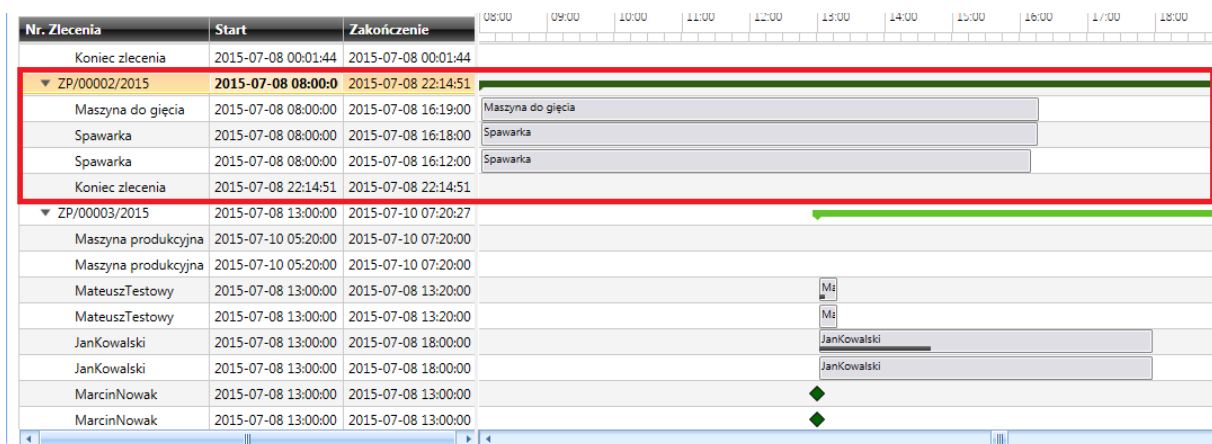 08:00 09:00 10:00 11:00 12:00 13:00 14:00 15:00 16:00 17:00 18:00
Nr. Zlecenia Start Zakończenie
Koniec zlecenia 2015-07-08 00:01:44 2015-07-08 00:01:44
ZP/00002/2015 2015-07-08 08:00:0 2015-07-08 22:14:51
Maszyna do gięcia 2015-07-08 08:00:00 2015-07-08 16:19:00 Maszyna do gięcia
Spawarka 2015-07-08 08:00:00 2015-07-08 16:18:00 Spawarka
Spawarka 2015-07-08 08:00:00 2015-07-08 16:12:00 Spawarka
Koniec zlecenia 2015-07-08 22:14:51 2015-07-08 22:14:51
ZP/00003/2015 2015-07-08 13:00:00 2015-07-10 07:20:27
Maszyna produkcyjna 2015-07-10 05:20:00 2015-07-10 07:20:00
Maszyna produkcyjna 2015-07-10 05:20:00 2015-07-10 07:20:00
MateuszTestowy 2015-07-08 13:00:00 2015-07-08 13:20:00 Ma
MateuszTestowy 2015-07-08 13:00:00 2015-07-08 13:20:00 Ma
JanKowalski 2015-07-08 13:00:00 2015-07-08 18:00:00 JanKowalski
JanKowalski 2015-07-08 13:00:00 2015-07-08 18:00:00 JanKowalski
MarcinNowak 2015-07-08 13:00:00 2015-07-08 13:00:00
MarcinNowak 2015-07-08 13:00:00 2015-07-08 13:00:00